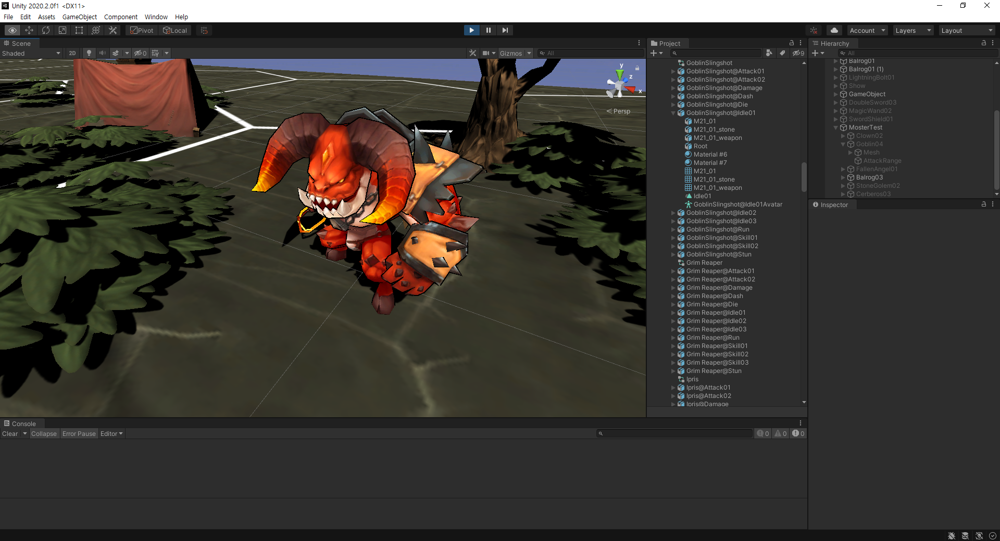 Unity 2020.2.0f1 <DX11>
File Edit Assets GameObject Component Window Help
Pivot Local Account Layers Layout
Scene
Shaded 2D 0 Gizmos All
y
z
x
Persp
Project
9
GoblinSlingshot
GoblinSlingshot@Attack01
GoblinSlingshot@Attack02
GoblinSlingshot@Damage
GoblinSlingshot@Dash
GoblinSlingshot@Die
GoblinSlingshot@Idle01
M21_01
M21_01_stone
M21_01_weapon
Root
Material #6
Material #7
M21_01
M21_01_stone
M21_01_weapon
Idle01
GoblinSlingshot@Idle01Avatar
GoblinSlingshot@Idle02
GoblinSlingshot@Idle03
GoblinSlingshot@Run
GoblinSlingshot@Skill01
GoblinSlingshot@Skill02
GoblinSlingshot@Stun
Grim Reaper
Grim Reaper@Attack01
Grim Reaper@Attack02
Grim Reaper@Damage
Grim Reaper@Dash
Grim Reaper@Die
Grim Reaper@Idle01
Grim Reaper@Idle02
Grim Reaper@Idle03
Grim Reaper@Run
Grim Reaper@Skill01
Grim Reaper@Skill02
Grim Reaper@Skill03
Grim Reaper@Stun
Ipris
Ipris@Attack01
Ipris@Attack02
Ipris@Damage
Hierarchy
All
Balrog01
Balrog01 (1)
LightningBolt01
Show
GameObject
DoubleSword03
MagicWand02
SwordShield01
MosterTest
Clown02
Goblin04
Mesh
AttackRange
FallenAngel01
Balrog03
StoneGolem02
Cerberos03
Inspector
Console
Clear Collapse Error Pause Editor 0 0 0